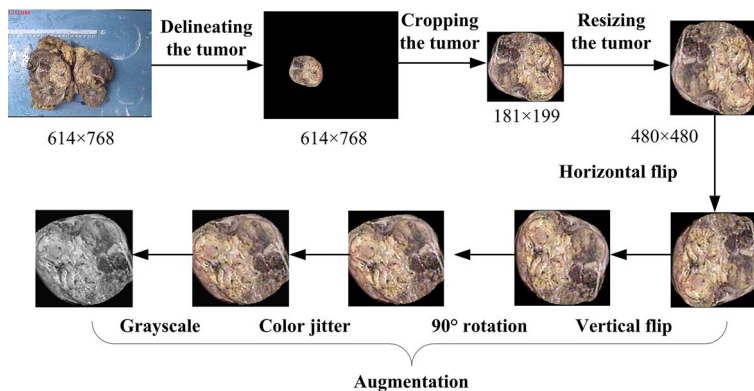 Delineating
the tumor
Cropping
the tumor
Resizing
the tumor
614×768
614×768
181×199
480×480
Horizontal flip
Grayscale
Color jitter
90° rotation
Vertical flip
Augmentation